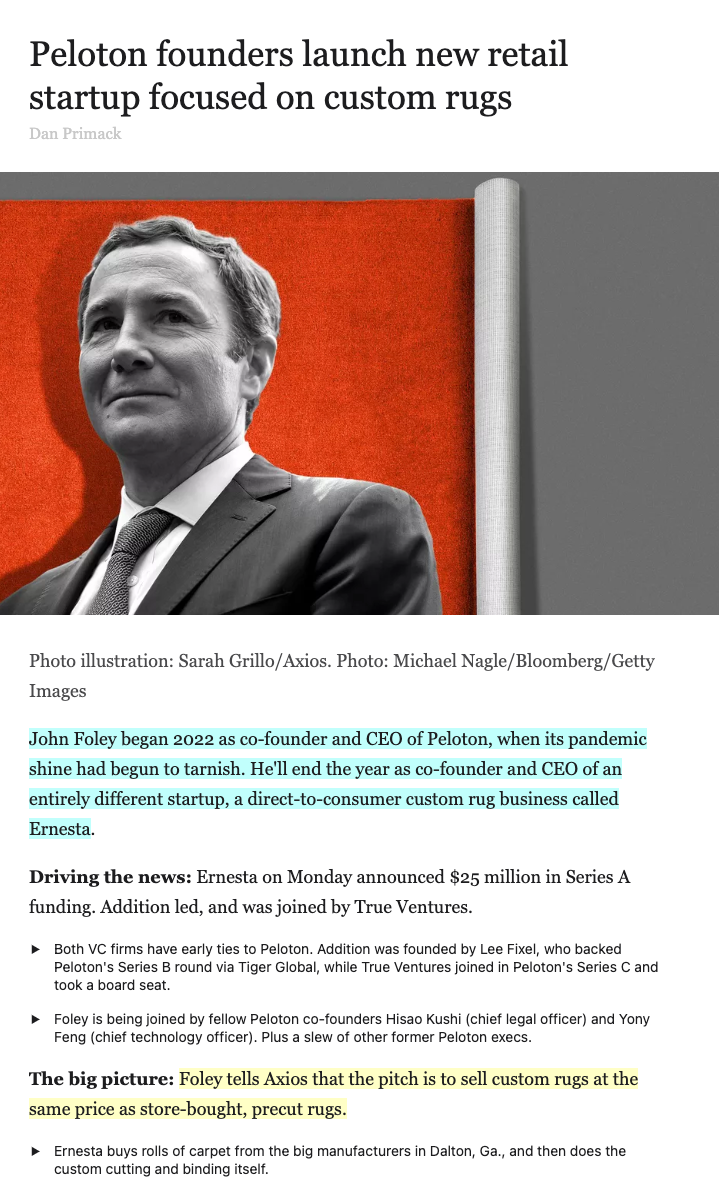 Peloton founders launch new retail
startup focused on custom rugs
Dan Primack
Photo illustration: Sarah Grillo/Axios. Photo: Michael Nagle/Bloomberg/Getty
Images
John Foley began 2022 as co-founder and CEO of Peloton, when its pandemic
shine had begun to tarnish. He'll end the year as co-founder and CEO of an
entirely different startup, a direct-to-consumer custom rug business called
Ernesta.
Driving the news: Ernesta on Monday announced $25 million in Series A
funding. Addition led, and was joined by True Ventures.
Both VC firms have early ties to Peloton. Addition was founded by Lee Fixel, who backed
Peloton's Series B round via Tiger Global, while True Ventures joined in Peloton's Series C and
took a board seat.
Foley is being joined by fellow Peloton co-founders Hisao Kushi (chief legal officer) and Yony
Feng (chief technology officer). Plus a slew of other former Peloton execs.
The big picture: Foley tells Axios that the pitch is to sell custom rugs at the
same price as store-bought, precut rugs.
Ernesta buys rolls of carpet from the big manufacturers in Dalton, Ga., and then does the
custom cutting and binding itself.